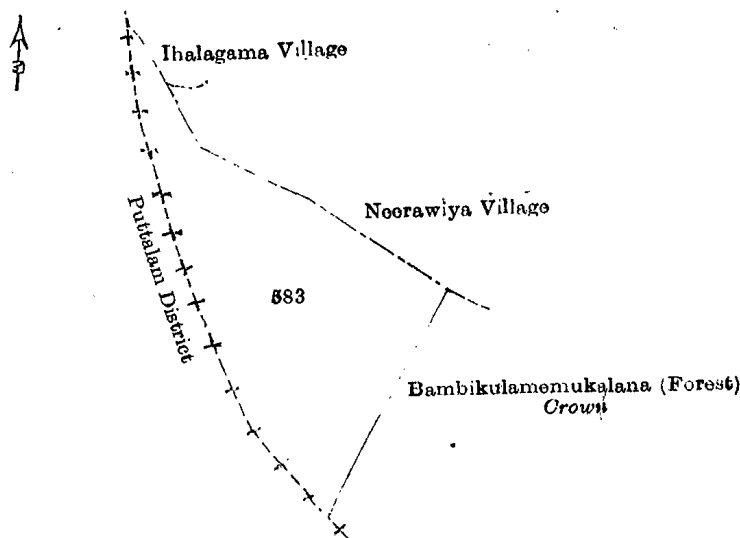 Ihalagama Village
Neerawiya Village
Puttalam District
583
Bambikulamemukalana (Forest)
Crown